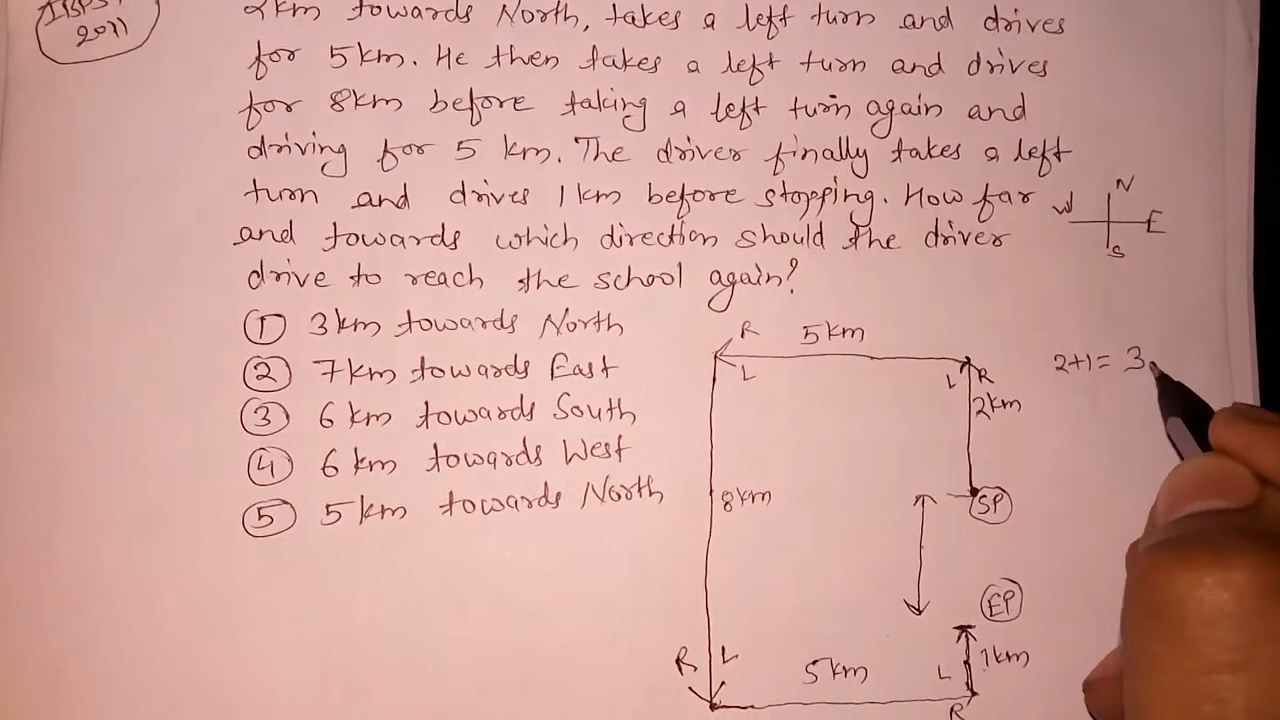 IBPS
2011
2km towards North, takes a left turn and drives
for 5km. He then takes a left turn and drives
for 8km before taking a left turn again and
driving for 5 km. The driver finally takes a left
turn and drives 1km before stopping. How far
and towards which direction should the driver
drive to reach the school again?
N
W
E
S
1 3km towards North
2 7km towards East
3 6 km towards South
4 6 km towards West
5 5km towards North
R 5km
L
L R
2km
2+1= 3
8km
SP
EP
R L
5km
L 1km
R